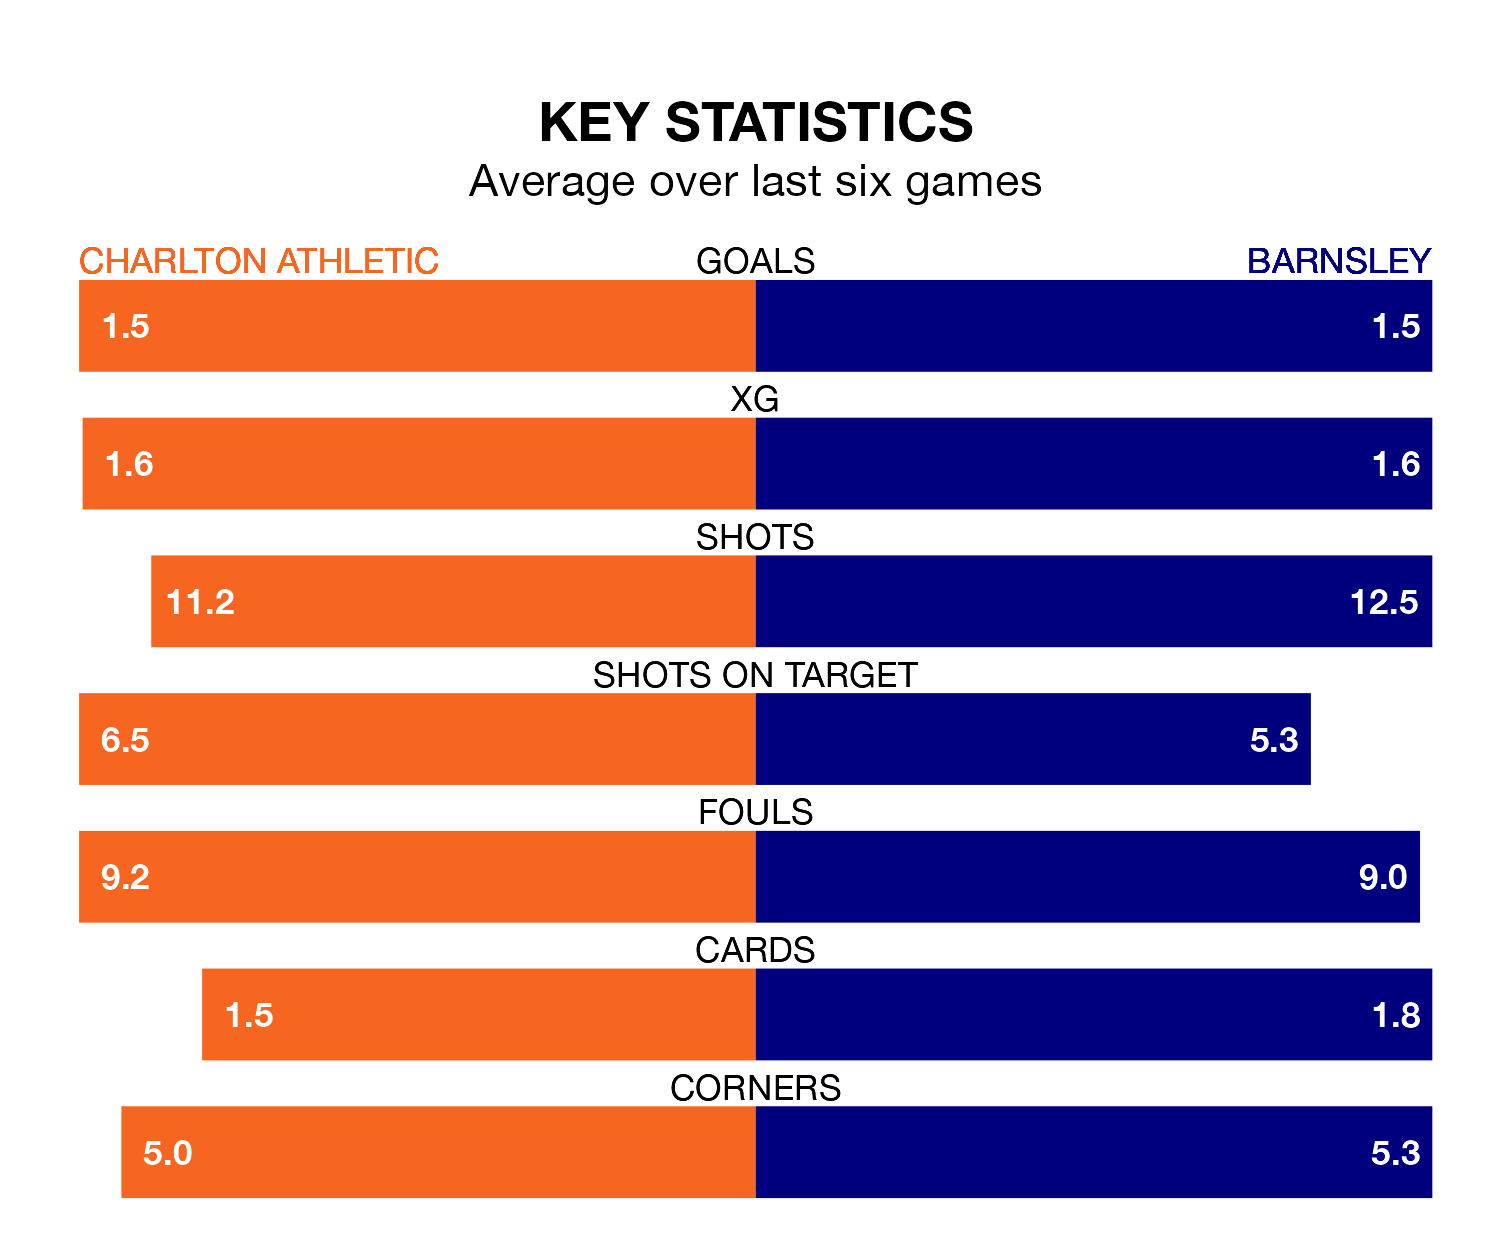 KEY STATISTICS
Average over last six games
CHARLTON ATHLETIC GOALS BARNSLEY
1.5 1.5
XG
1.6 1.6
SHOTS
11.2 12.5
SHOTS ON TARGET
6.5 5.3
FOULS
9.2 9.0
CARDS
1.5 1.8
CORNERS
5.0 5.3